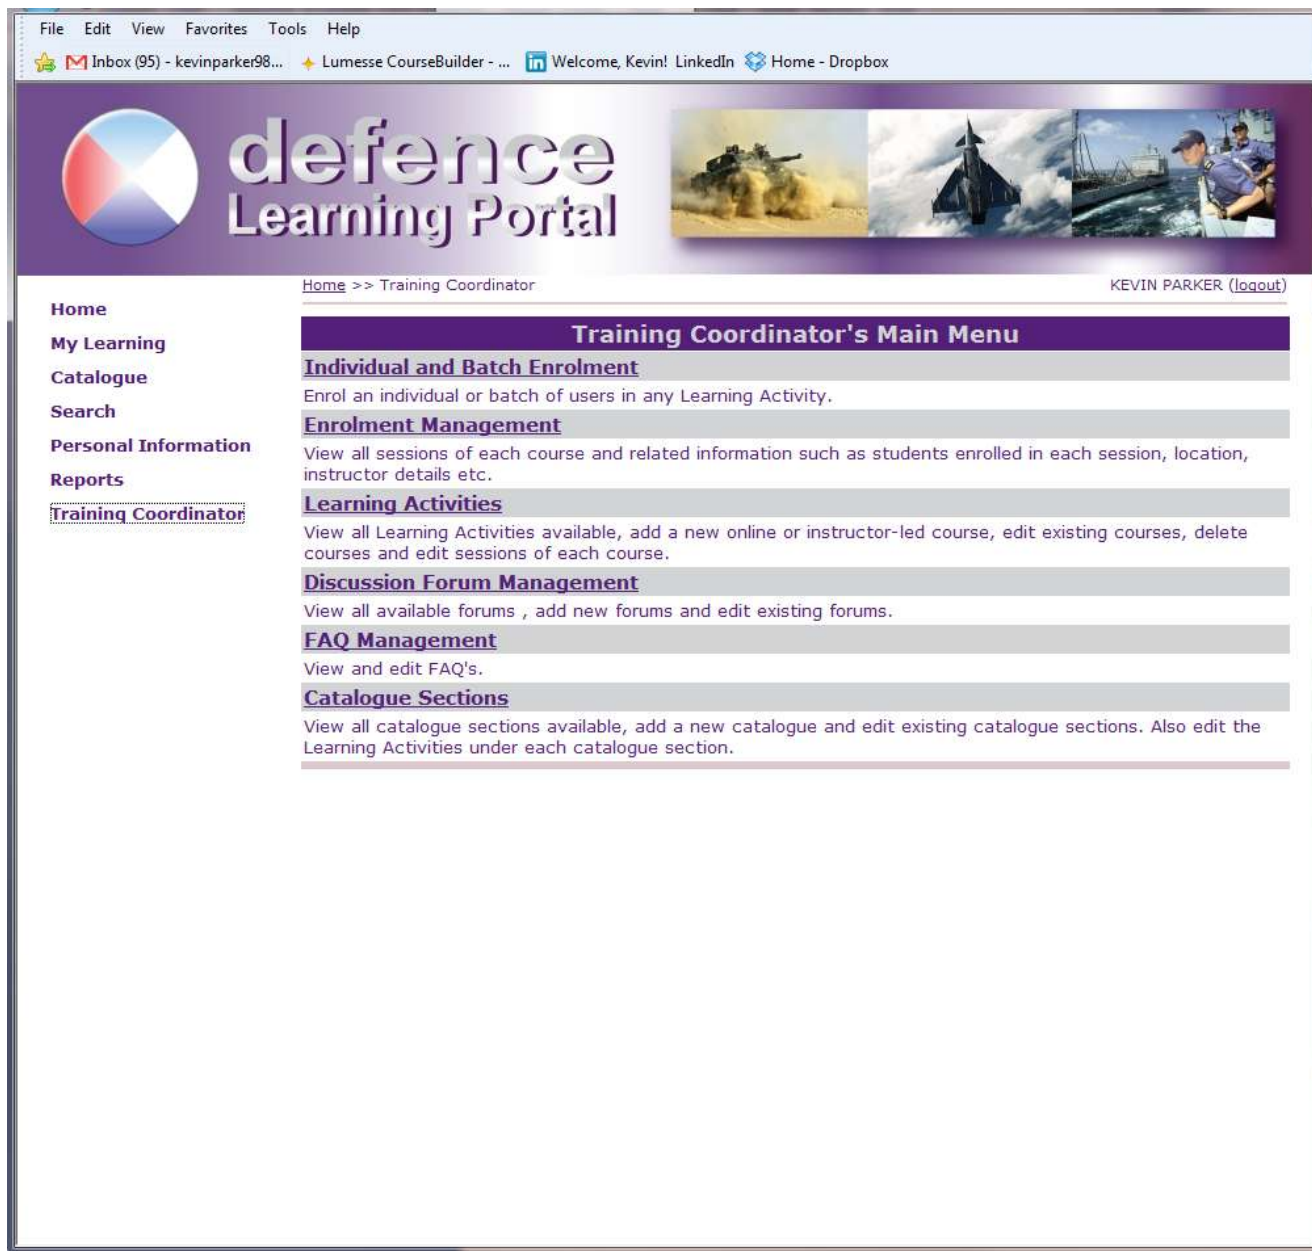 File Edit View Favorites Tools Help
Inbox (95) - kevinparker98... Lumesse CourseBuilder - ... Welcome, Kevin! LinkedIn Home - Dropbox
defence
Learning Portal
Home >> Training Coordinator KEVIN PARKER (logout)
Home
My Learning
Catalogue
Search
Personal Information
Reports
Training Coordinator
Training Coordinator's Main Menu
Individual and Batch Enrolment
Enrol an individual or batch of users in any Learning Activity.
Enrolment Management
View all sessions of each course and related information such as students enrolled in each session, location,
instructor details etc.
Learning Activities
View all Learning Activities available, add a new online or instructor-led course, edit existing courses, delete
courses and edit sessions of each course.
Discussion Forum Management
View all available forums , add new forums and edit existing forums.
FAQ Management
View and edit FAQ's.
Catalogue Sections
View all catalogue sections available, add a new catalogue and edit existing catalogue sections. Also edit the
Learning Activities under each catalogue section.